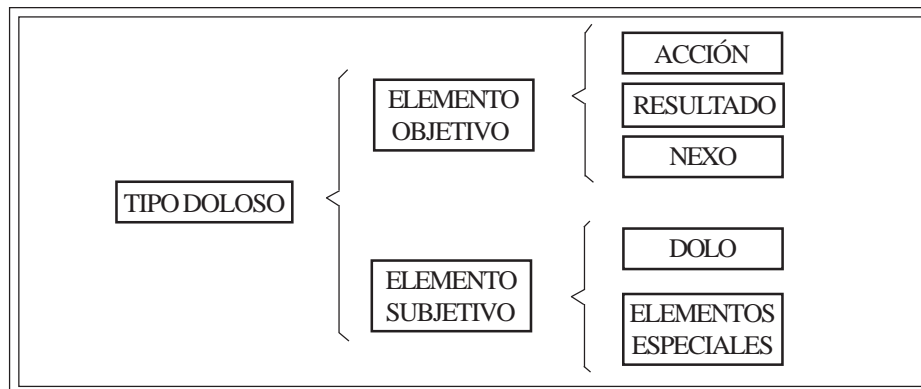 TIPO DOLOSO
ELEMENTO
OBJETIVO
ACCIÓN
RESULTADO
NEXO
ELEMENTO
SUBJETIVO
DOLO
ELEMENTOS
ESPECIALES